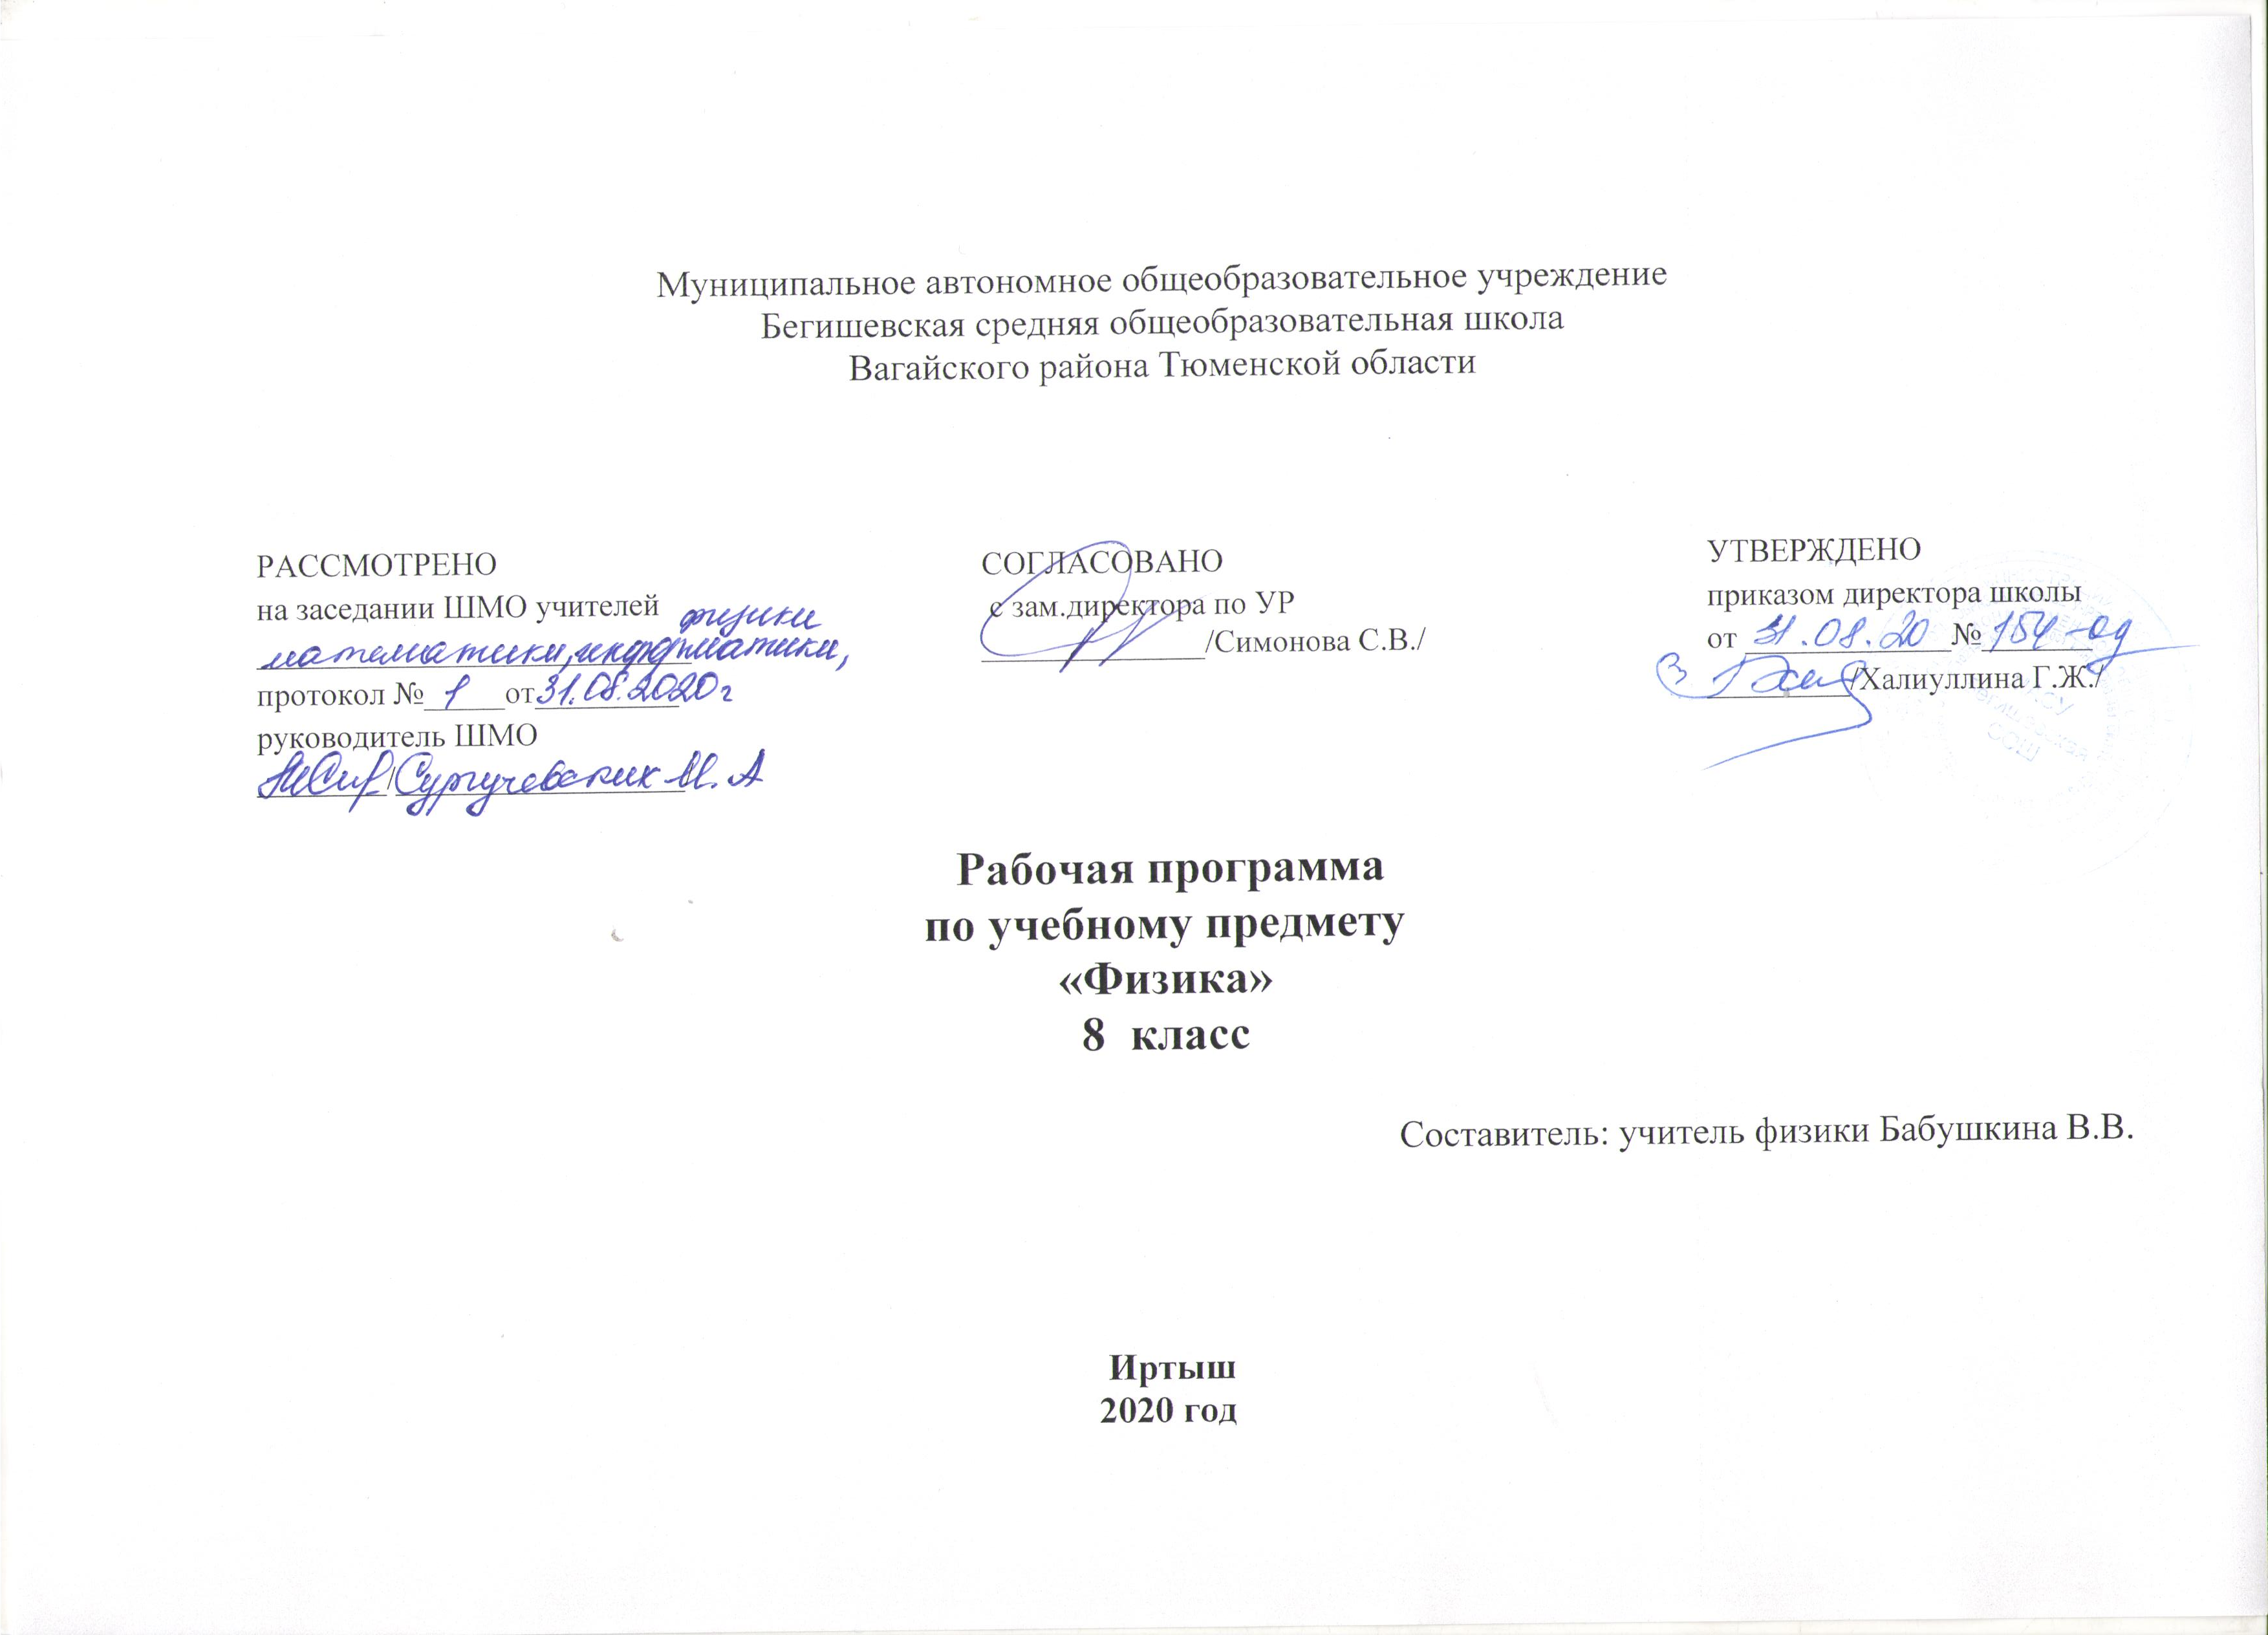 Муниципальное автономное общеобразовательное учреждение
Бегишевская средняя общеобразовательная школа
Вагайского района Тюменской области
РАССМОТРЕНО
на заседании ШМО учителей физики
математики, информатики,
протокол № 1 от 31.08.2020 г
руководитель ШМО
/Сургучевских М. А
СОГЛАСОВАНО
с зам.директора по УР
/Симонова С.В./
УТВЕРЖДЕНО
приказом директора школы
от 31.08.20 № 154-од
/Халиуллина Г.Ж./
Рабочая программа
по учебному предмету
«Физика»
8 класс
Составитель: учитель физики Бабушкина В.В.
Иртыш
2020 год